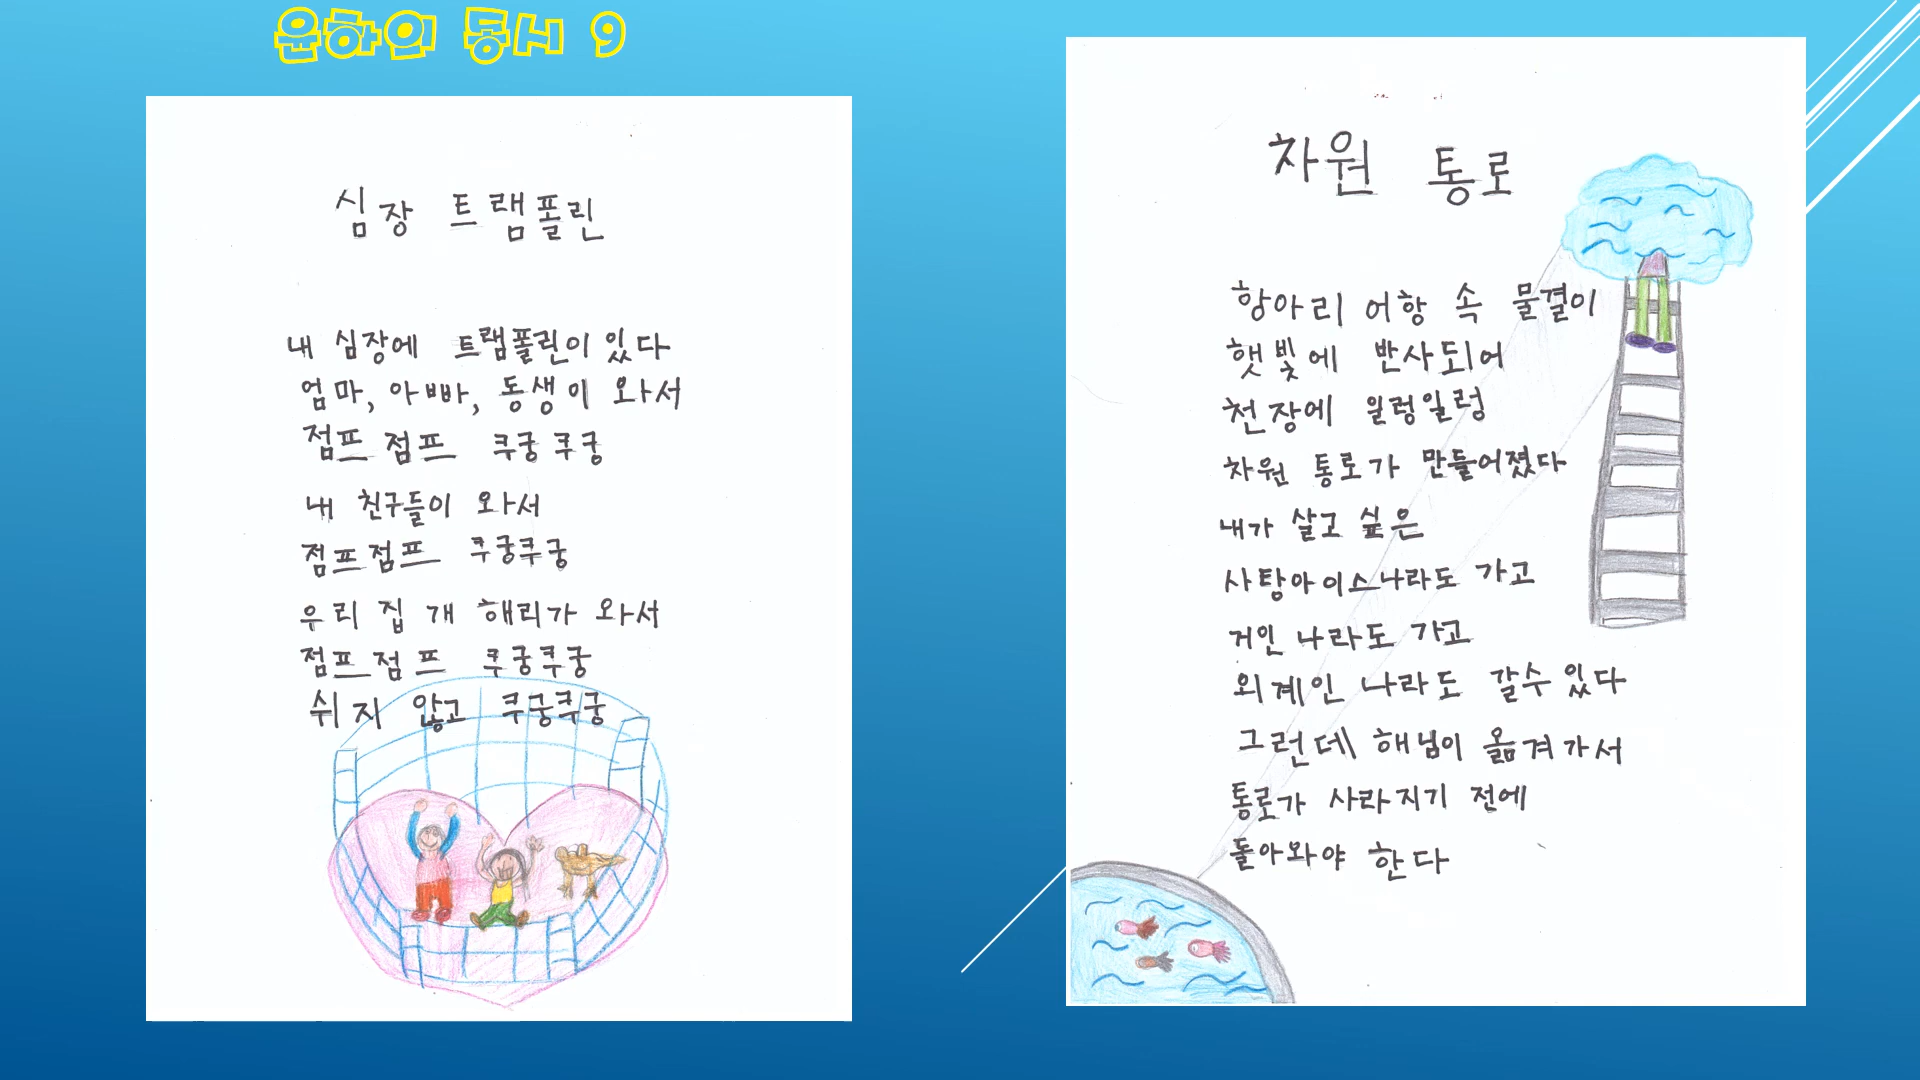 윤하의 동시 9
심장 트램폴린
내 심장에 트램폴린이 있다
엄마, 아빠, 동생이 와서
점프 점프 쿠궁 쿠궁
내 친구들이 와서
점프점프 쿠궁쿠궁
우리 집 개 해리가 와서
점프점프 쿠궁쿠궁
쉬지 않고 쿠궁쿠궁
차원 통로
항아리 어항 속 물결이
햇빛에 반사되어
천장에 일렁일렁
차원 통로가 만들어졌다
내가 살고 싶은
사탕아이스나라도 가고
거인 나라도 가고
외계인 나라도 갈수있다
그런데 해님이 옮겨가서
통로가 사라지기 전에
돌아와야 한다